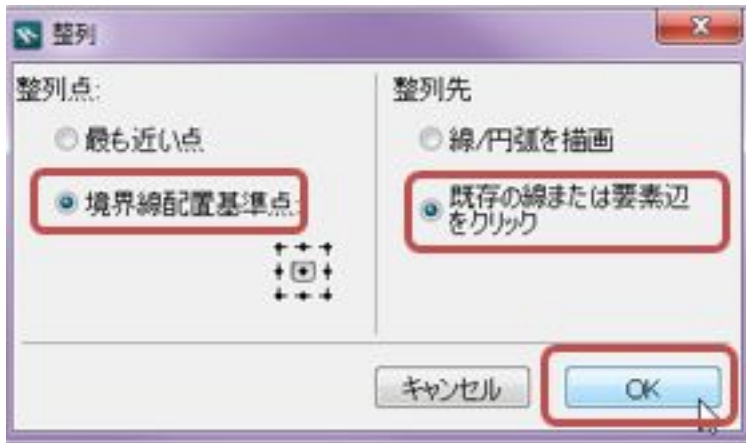 整列
整列点:
最も近い点
境界線配置基準点:
整列先
線/円弧を描画
既存の線または要素辺
をクリック
キャンセル
OK